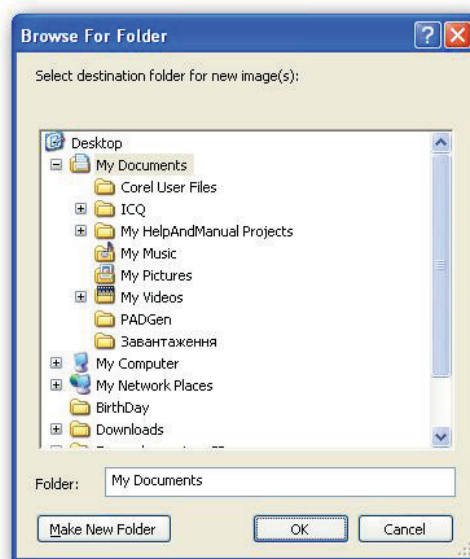 Browse For Folder
Select destination folder for new image(s):
Desktop
My Documents
Corel User Files
ICQ
My HelpAndManual Projects
My Music
My Pictures
My Videos
PADGen
Завантаження
My Computer
My Network Places
BirthDay
Downloads
Folder: My Documents
Make New Folder OK Cancel